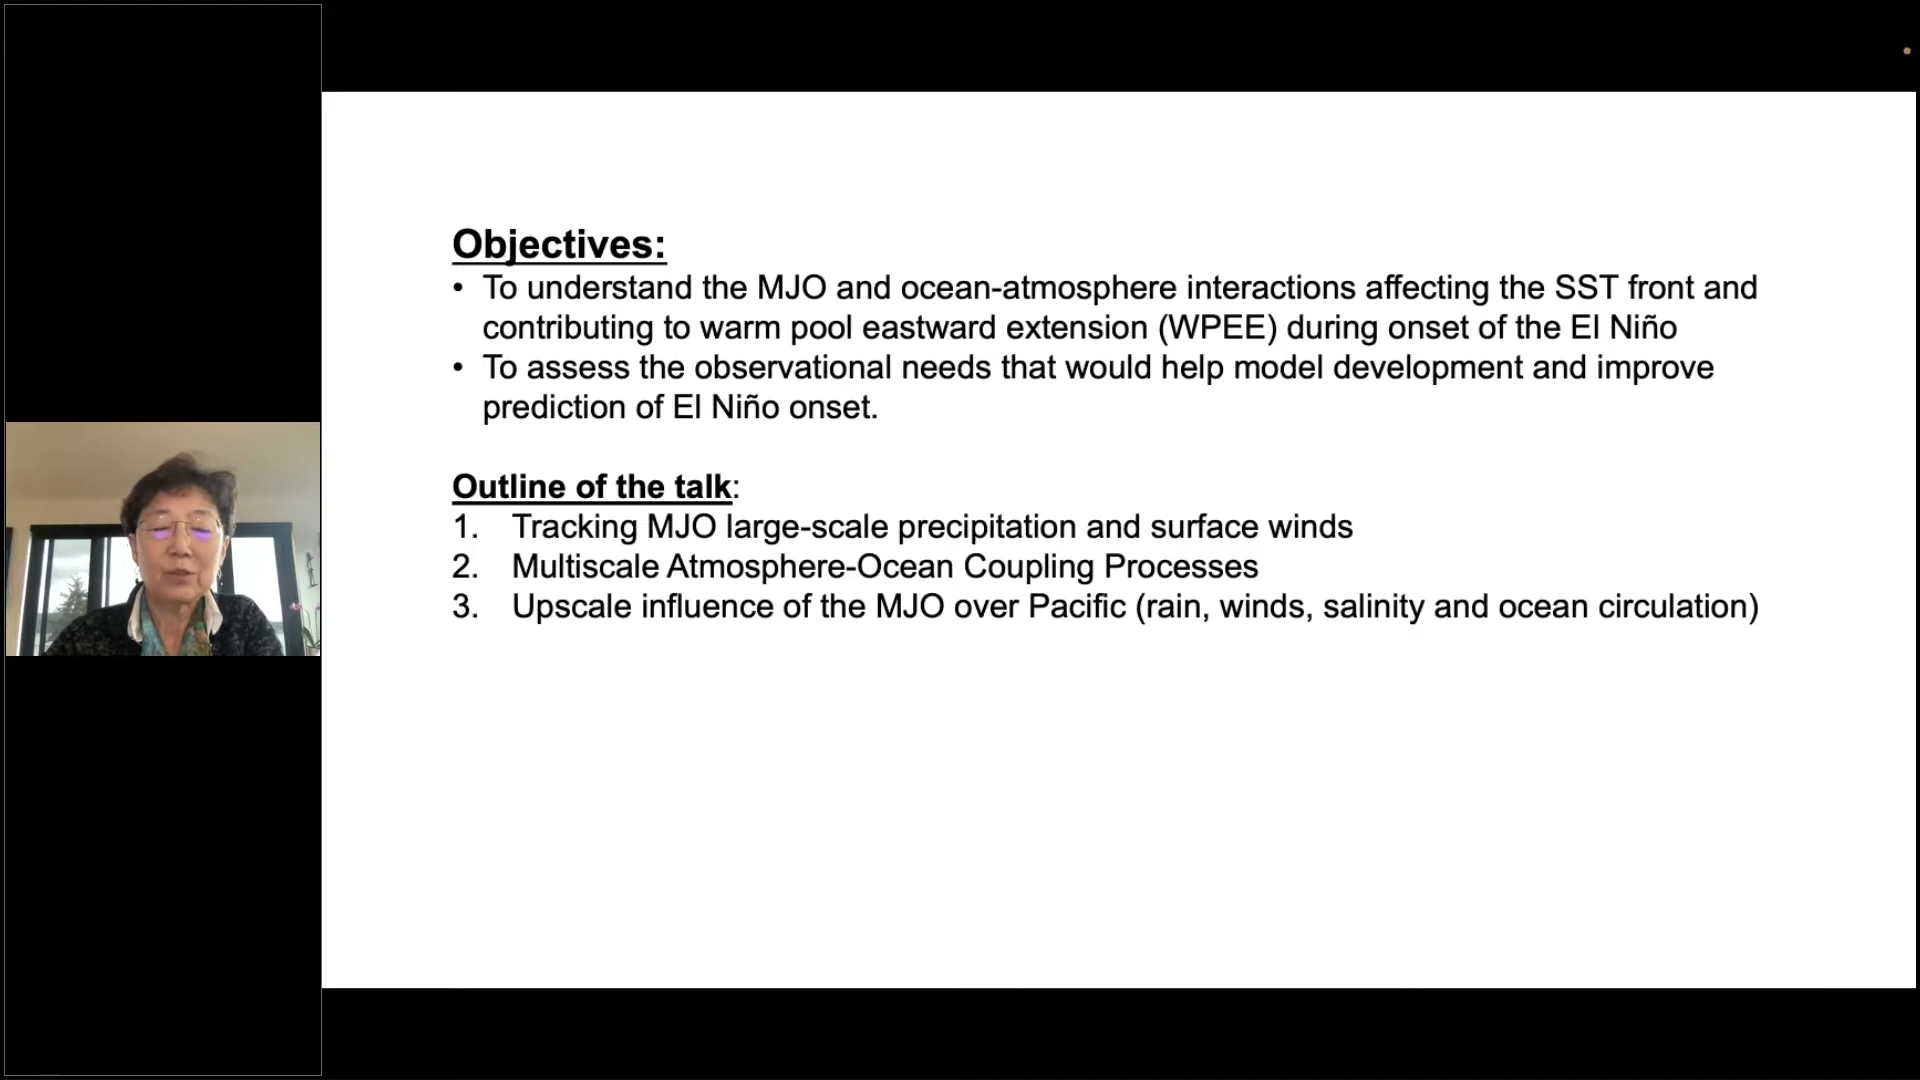 Objectives:
• To understand the MJO and ocean-atmosphere interactions affecting the SST front and
contributing to warm pool eastward extension (WPEE) during onset of the El Niño
• To assess the observational needs that would help model development and improve
prediction of El Niño onset.
Outline of the talk:
1. Tracking MJO large-scale precipitation and surface winds
2. Multiscale Atmosphere-Ocean Coupling Processes
3. Upscale influence of the MJO over Pacific (rain, winds, salinity and ocean circulation)